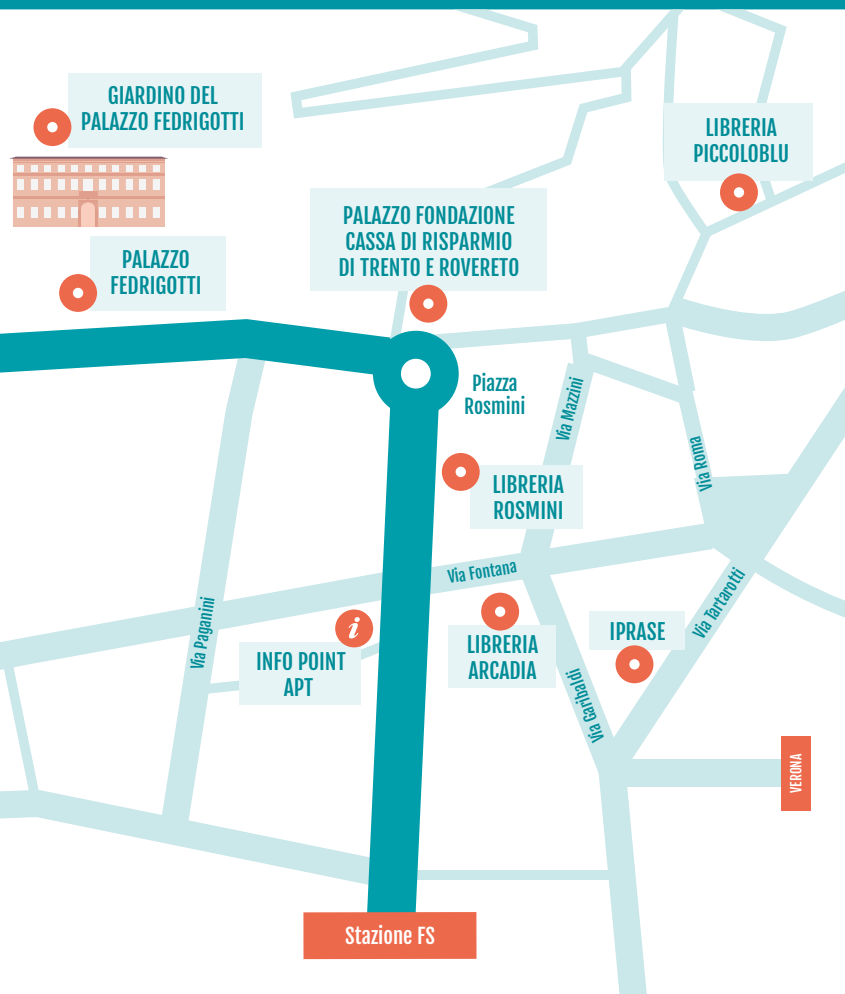 GIARDINO DEL
PALAZZO FEDRIGOTTI
LIBRERIA
PICCOLOBLU
PALAZZO FONDAZIONE
CASSA DI RISPARMIO
DI TRENTO E ROVERETO
PALAZZO
FEDRIGOTTI
Piazza
Rosmini
Via Mazzini
Via Roma
LIBRERIA
ROSMINI
Via Fontana
Via Tartarotti
Via Paganini
i
INFO POINT
APT
LIBRERIA
ARCADIA
IPRASE
Via Garibaldi
VERONA
Stazione FS